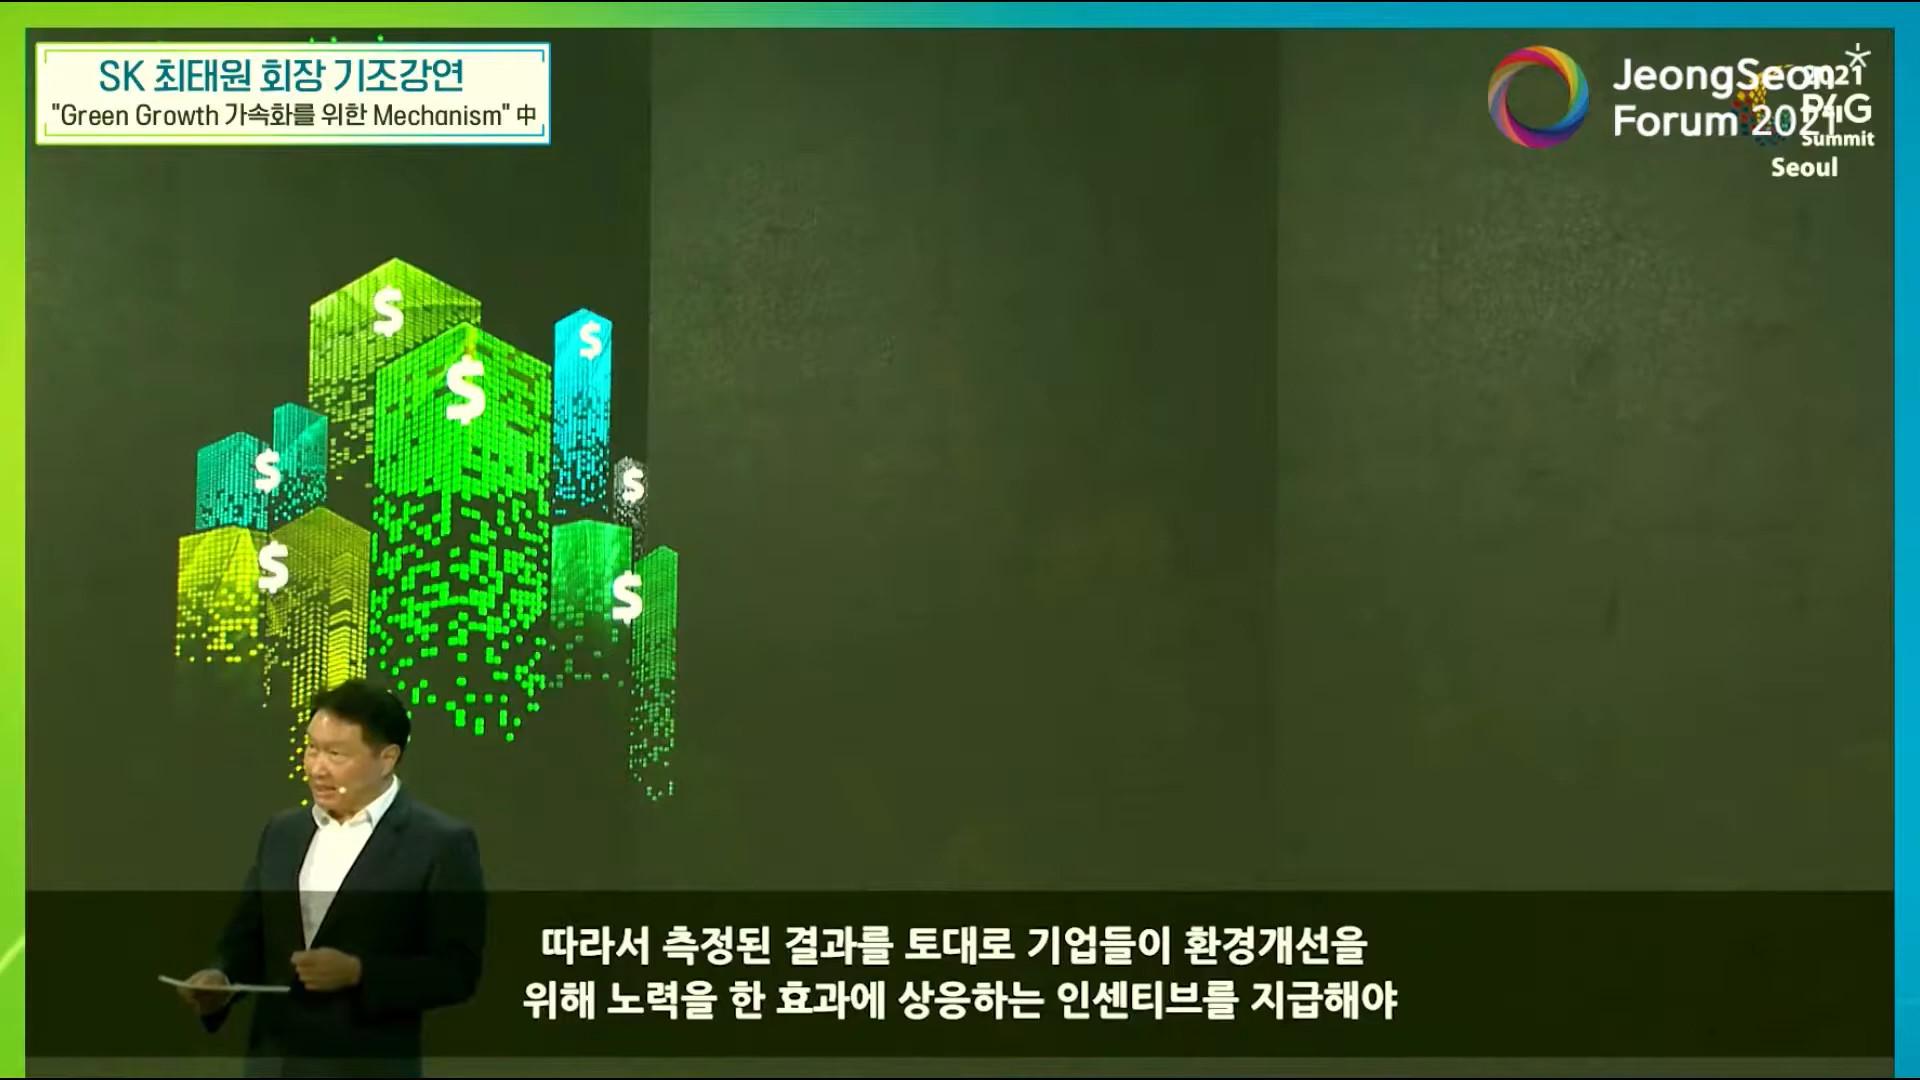 SK 최태원 회장 기조강연
"Green Growth 가속화를 위한 Mechanism" 中
JeongSeon
Forum 2021
2021
P4G
Summit
Seoul
$
$
$
$
$
$
$
따라서 측정된 결과를 토대로 기업들이 환경개선을
위해 노력을 한 효과에 상응하는 인센티브를 지급해야